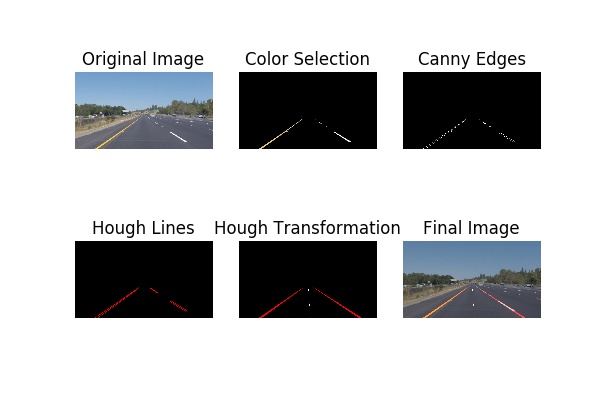 Original Image
Color Selection
Canny Edges
Hough Lines
Hough Transformation
Final Image